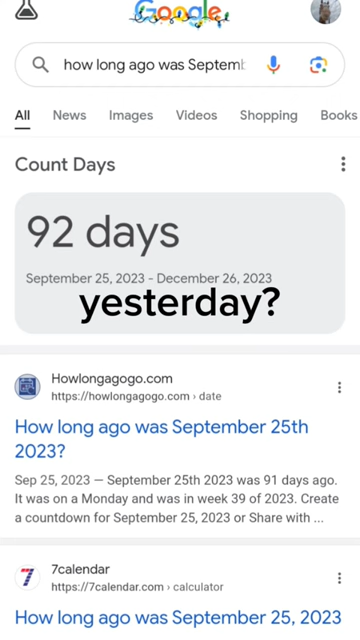 Google
how long ago was Septemb
All News Images Videos Shopping Books
Count Days
92 days
September 25, 2023 - December 26, 2023
yesterday?
Howlongagogo.com
https://howlongagogo.com › date
How long ago was September 25th
2023?
Sep 25, 2023 — September 25th 2023 was 91 days ago.
It was on a Monday and was in week 39 of 2023. Create
a countdown for September 25, 2023 or Share with ...
7
7calendar
https://7calendar.com › calculator
How long ago was September 25, 2023